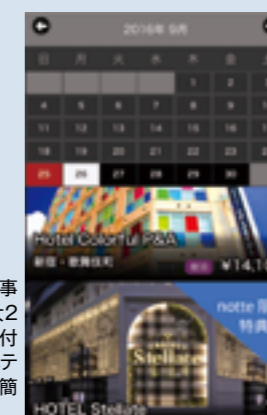 2016年 9月
日 月 火 水 木 金
1 2
4 5 6 7 8 9
11 12 13 14 15 16
18 19 20 21 22 23
25 26 27 28 29 30
Hotel Colorful P&A
新宿・歌舞伎町
¥14,1
notte 限
特典
Stellate
HOTEL Stellate
事
大2
付
テ
簡